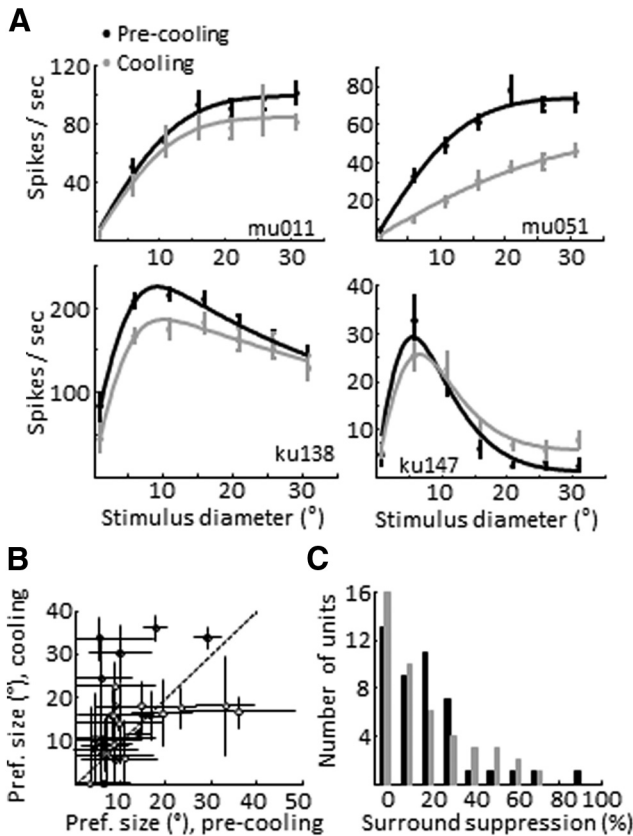 A
Pre-cooling
Cooling
Spikes / sec
120
80
40
mu011
10 20 30
80
60
40
20
mu051
10 20 30
Spikes / sec
200
100
ku138
0 10 20 30
Stimulus diameter (°)
40
30
20
10
ku147
0 10 20 30
Stimulus diameter (°)
B
Pref. size (°), cooling
40
30
20
10
10 20 30 40 50
Pref. size (°), pre-cooling
C
Number of units
16
12
8
4
0 20 40 60 80 100
Surround suppression (%)